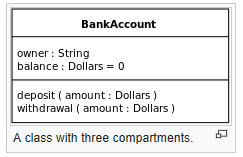 BankAccount
owner : String
balance : Dollars = 0
deposit ( amount : Dollars )
withdrawal ( amount : Dollars )
A class with three compartments.